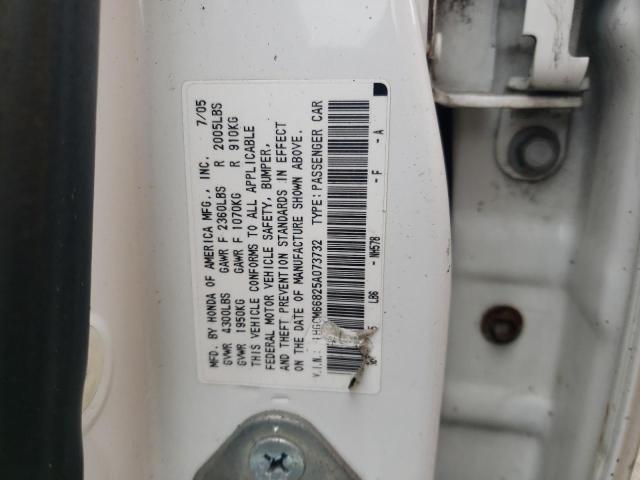 MFD. BY HONDA OF AMERICA MFG., INC. 7/05
GVWR 4300LBS GAWR F 2360LBS R 2005LBS
GVWR 1950KG GAWR F 1070KG R 910KG
THIS VEHICLE CONFORMS TO ALL APPLICABLE
FEDERAL MOTOR VEHICLE SAFETY, BUMPER,
AND THEFT PREVENTION STANDARDS IN EFFECT
ON THE DATE OF MANUFACTURE SHOWN ABOVE.
V.I.N.: 1HGCM66825A073732 TYPE:PASSENGER CAR
L86 -NH578 -F -A